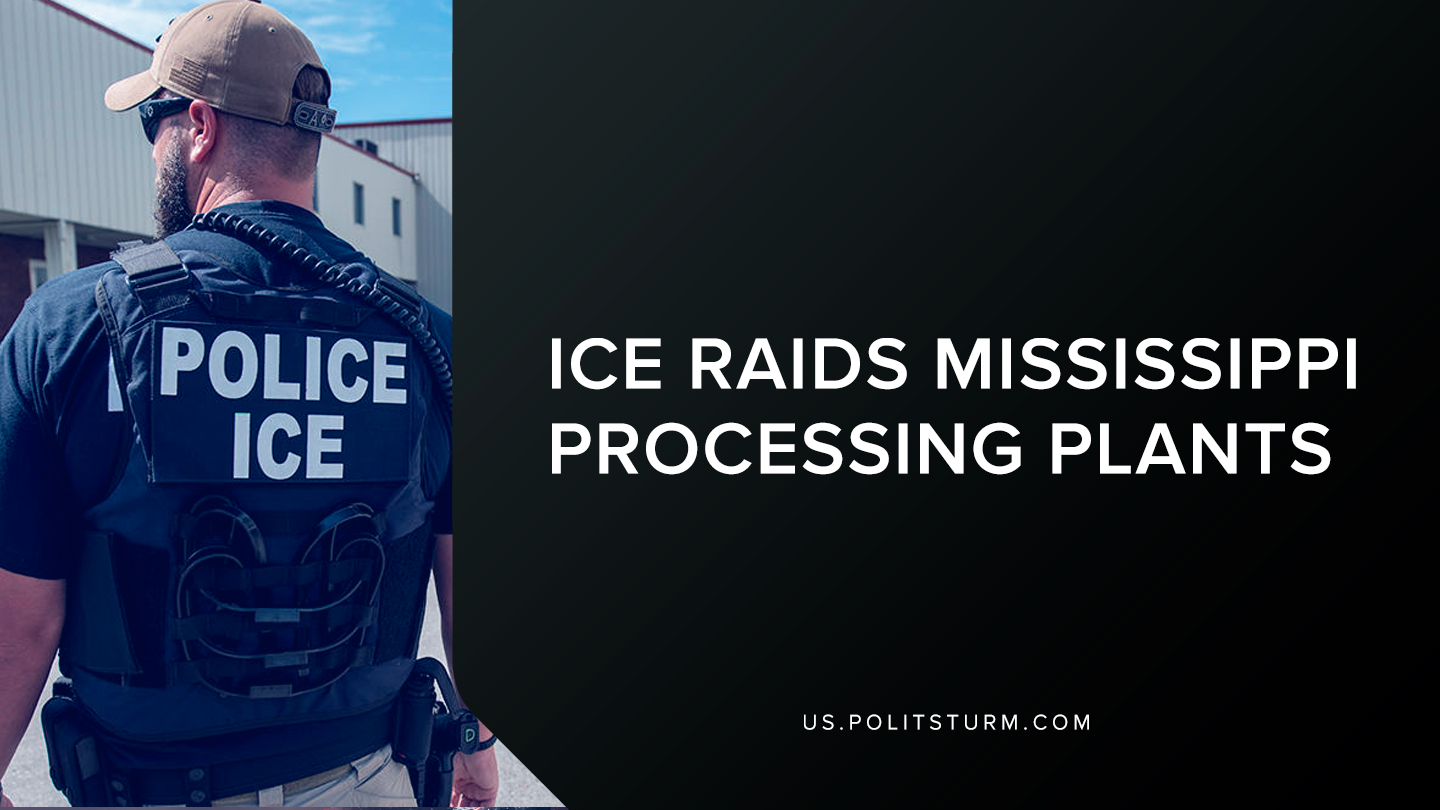 POLICE
ICE
ICE RAIDS MISSISSIPPI
PROCESSING PLANTS
US.POLITSTURM.COM